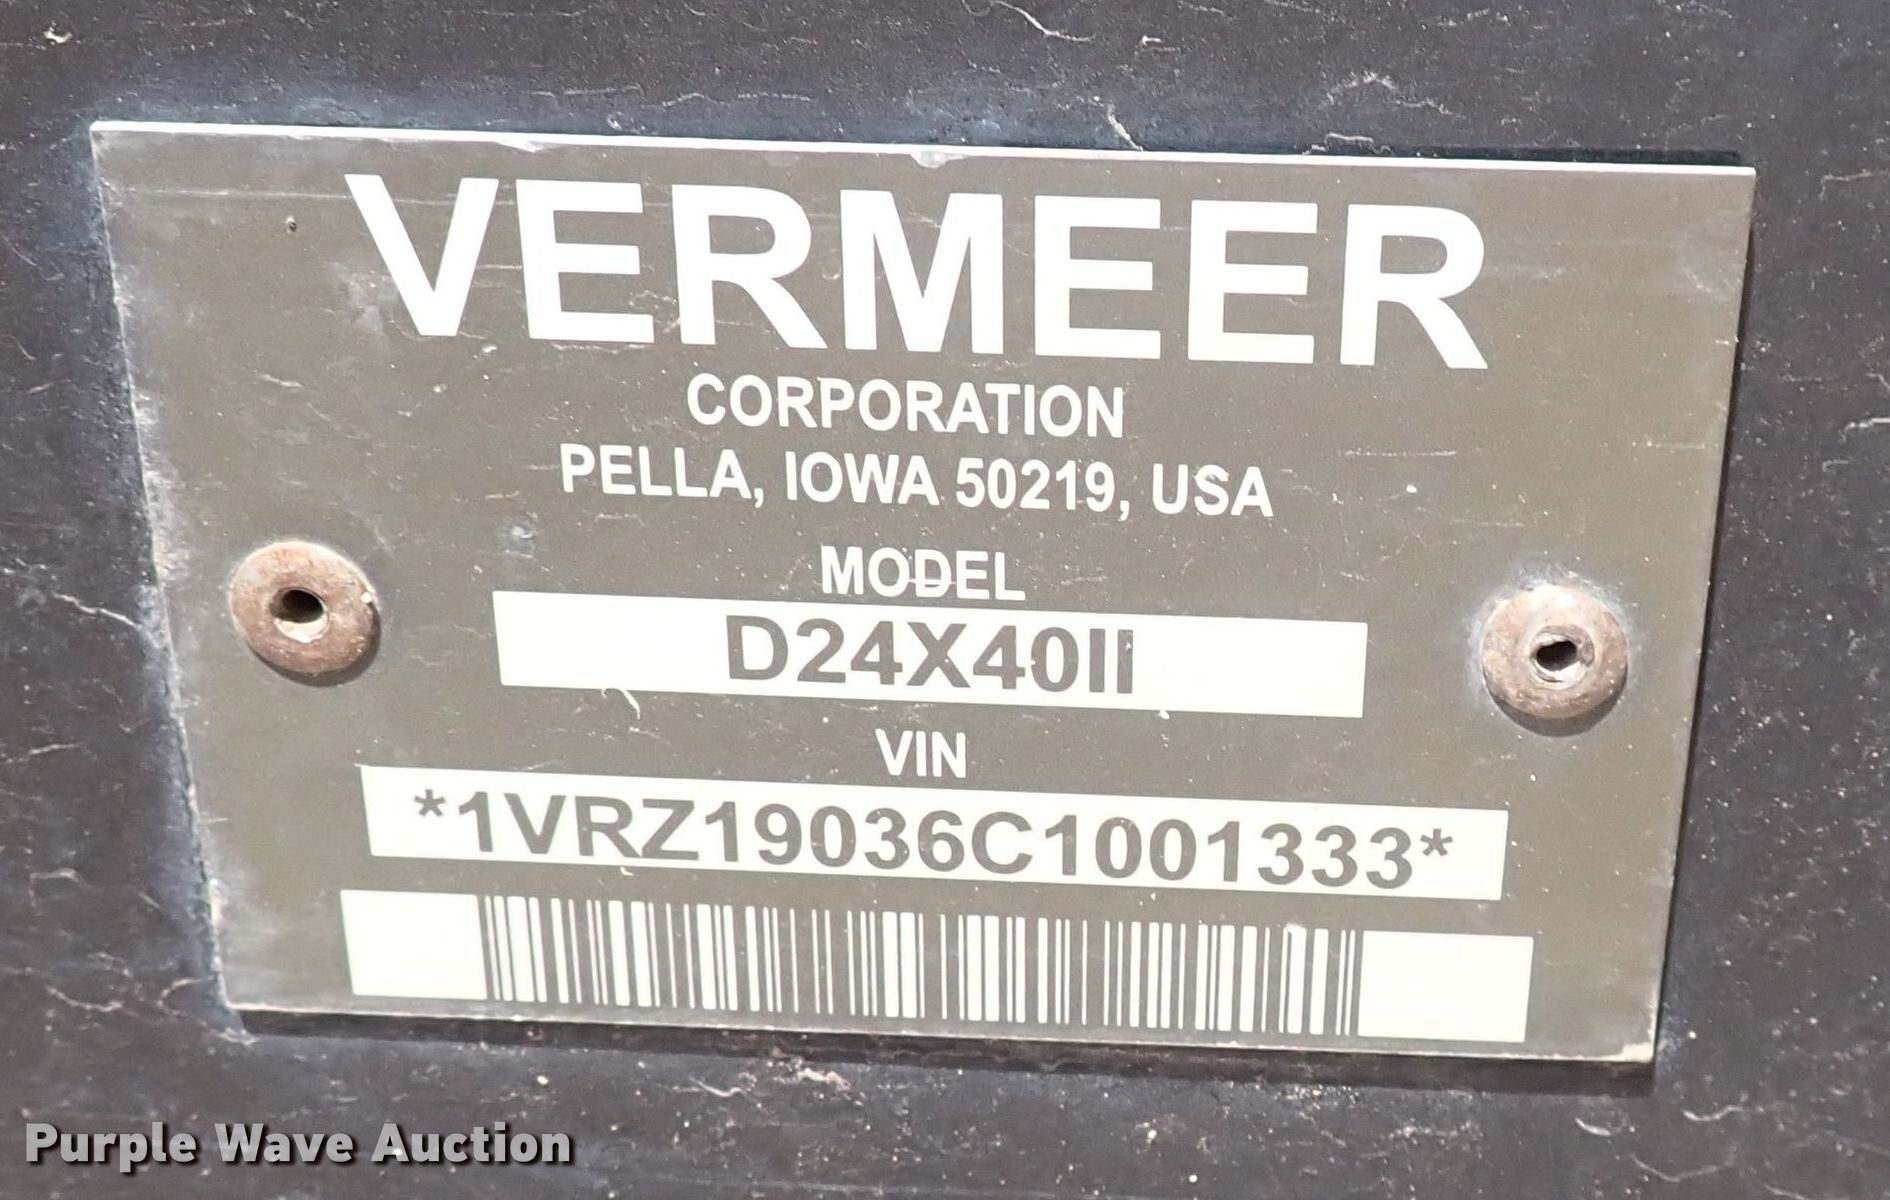 VERMEER
CORPORATION
PELLA, IOWA 50219, USA
MODEL
D24X40II
VIN
*1VRZ19036C1001333*
Purple Wave Auction